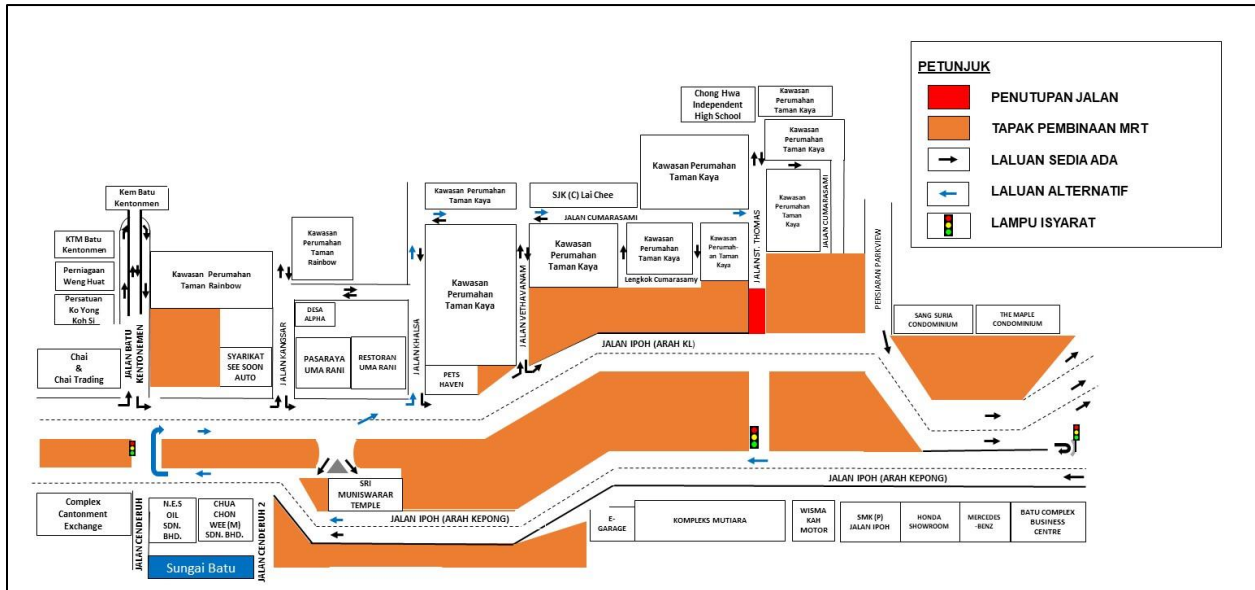 PETUNJUK
PENUTUPAN JALAN
TAPAK PEMBINAAN MRT
LALUAN SEDIA ADA
LALUAN ALTERNATIF
LAMPU ISYARAT
Chong Hwa
Independent
High School
Kawasan
Perumahan
Taman Kaya
Kawasan
Perumahan
Taman Kaya
Kawasan Perumahan
Taman Kaya
Kawasan
Perumahan
Taman
Kaya
JALAN CUMARASAMI
Kem Batu
Kentonmen
KTM Batu
Kentonmen
Perniagaan
Weng Huat
Persatuan
Ko Yong
Koh Si
Chai
&
Chai Trading
JALAN BATU
KENTONEMEN
Kawasan Perumahan
Taman Rainbow
SYARIKAT
SEE SOON
AUTO
JALAN KANGSAR
Kawasan
Perumahan
Taman
Rainbow
DESA
ALPHA
PASARAYA
UMA RANI
RESTORAN
UMA RANI
JALAN KHALSA
Kawasan Perumahan
Taman Kaya
Kawasan
Perumahan
Taman Kaya
PETS
HAVEN
JALAN VETHAVANAM
SJK (C) Lai Chee
JALAN CUMARASAMI
Kawasan
Perumahan
Taman Kaya
Kawasan
Perumahan
Taman Kaya
Lengkok Cumarasamy
Kawasan
Perumah-
an Taman
Kaya
JALAN ST. THOMAS
PERSIARAN PARKVIEW
SANG SURIA
CONDOMINIUM
THE MAPLE
CONDOMINIUM
JALAN IPOH (ARAH KL)
SRI
MUNISWARAR
TEMPLE
JALAN IPOH (ARAH KEPONG)
JALAN IPOH (ARAH KEPONG)
Complex
Cantonment
Exchange
JALAN CENDERUH
N.E.S
OIL
SDN.
BHD.
CHUA
CHON
WEE (M)
SDN. BHD.
JALAN CENDERUH 2
Sungai Batu
E-
GARAGE
KOMPLEKS MUTIARA
WISMA
KAH
MOTOR
SMK (P)
JALAN IPOH
HONDA
SHOWROOM
MERCEDES
-BENZ
BATU COMPLEX
BUSINESS
CENTRE